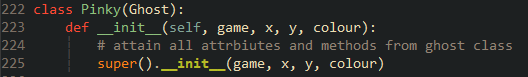 222 class Pinky(Ghost):
223 def __init__(self, game, x, y, colour):
224 # attain all attrbiutes and methods from ghost class
225 super().__init__(game, x, y, colour)